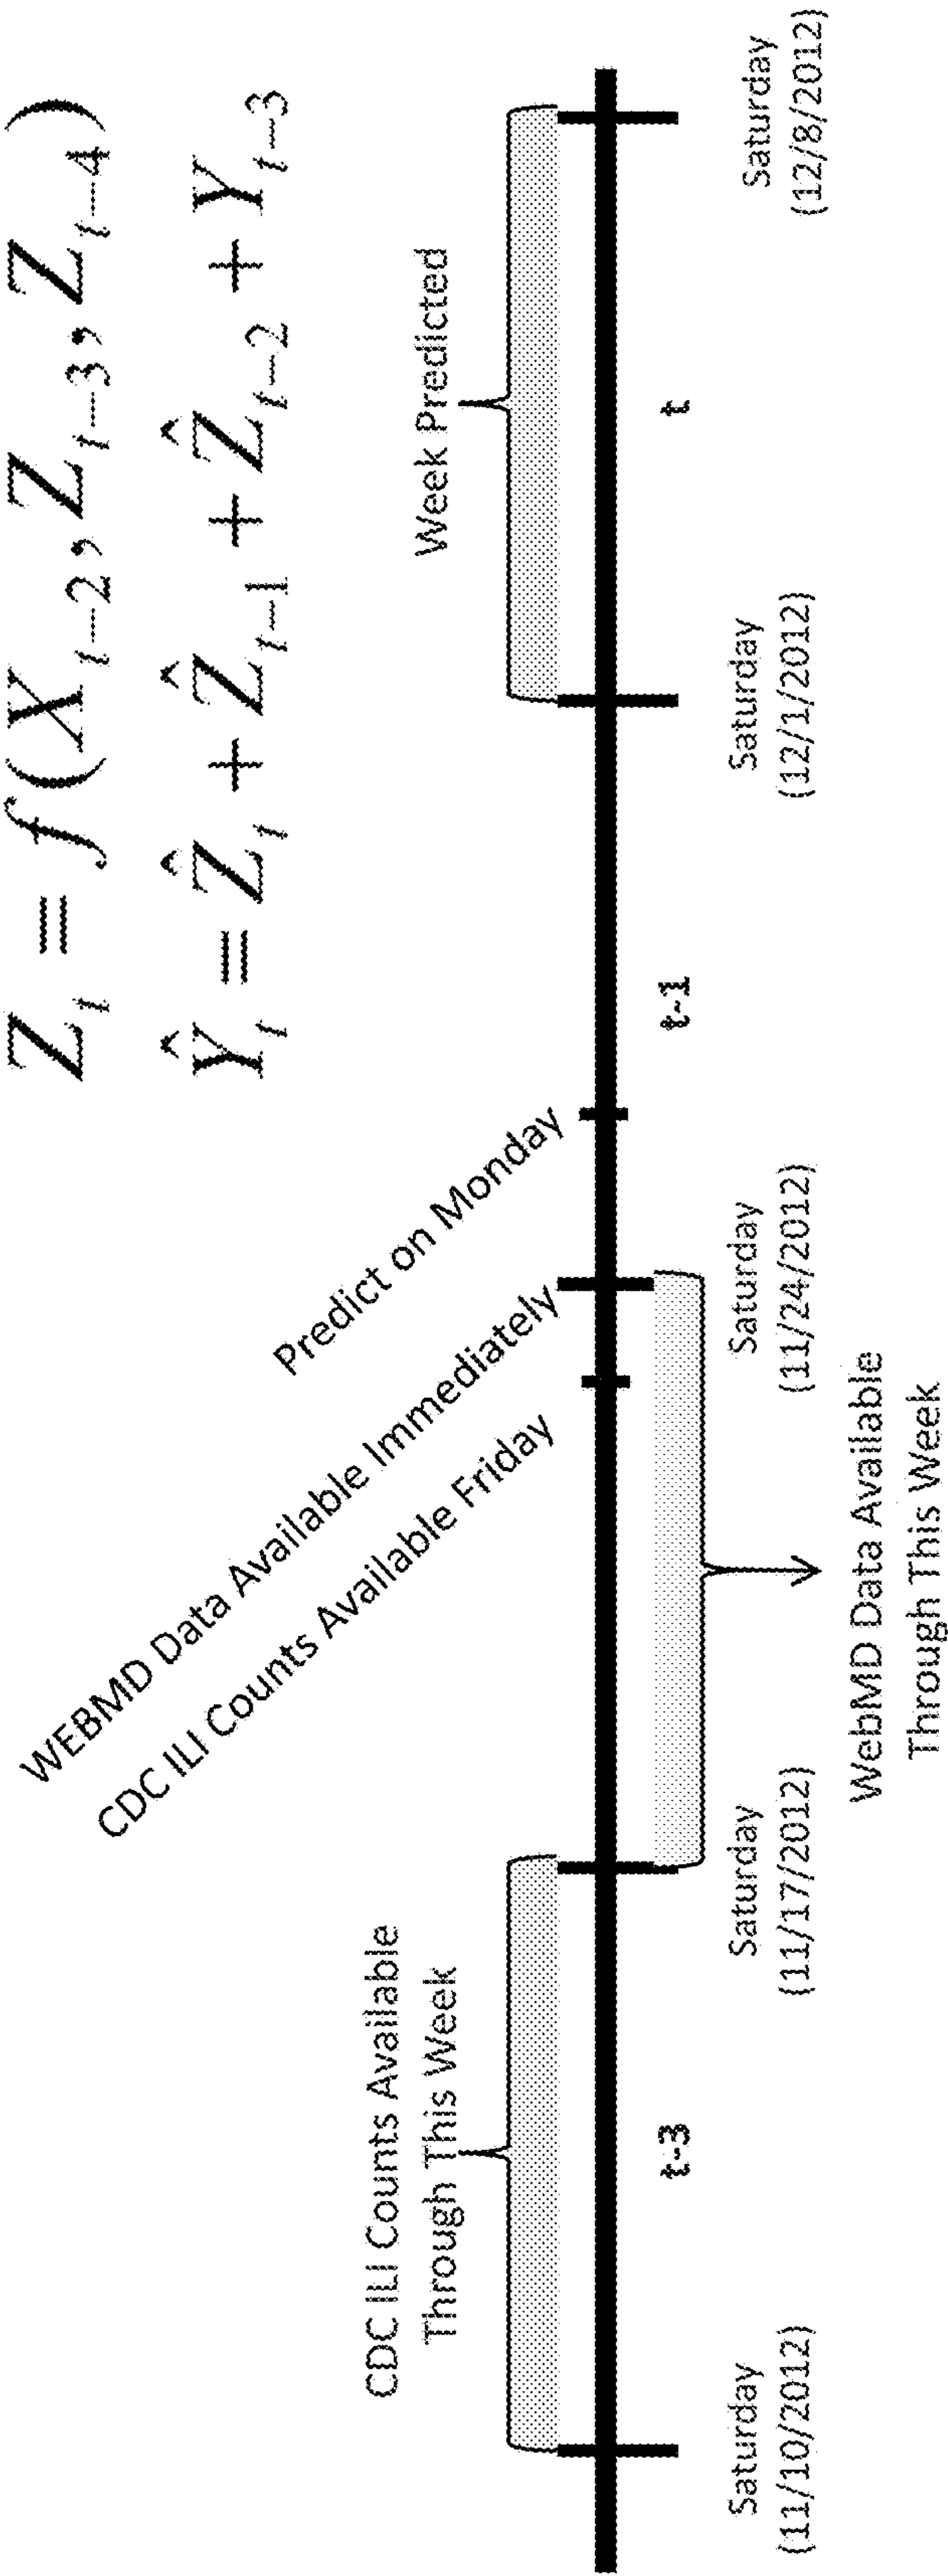 Z_t = f(X_{t-2}, Z_{t-3}, Z_{t-4})
Ŷ_t = Ẑ_t + Ẑ_{t-1} + Ẑ_{t-2} + Y_{t-3}
WEBMD Data Available Immediately
CDC ILI Counts Available Friday
Predict on Monday
CDC ILI Counts Available
Through This Week
Week Predicted
t-3
t-1
t
Saturday
(11/10/2012)
Saturday
(11/17/2012)
Saturday
(11/24/2012)
Saturday
(12/1/2012)
Saturday
(12/8/2012)
WebMD Data Available
Through This Week